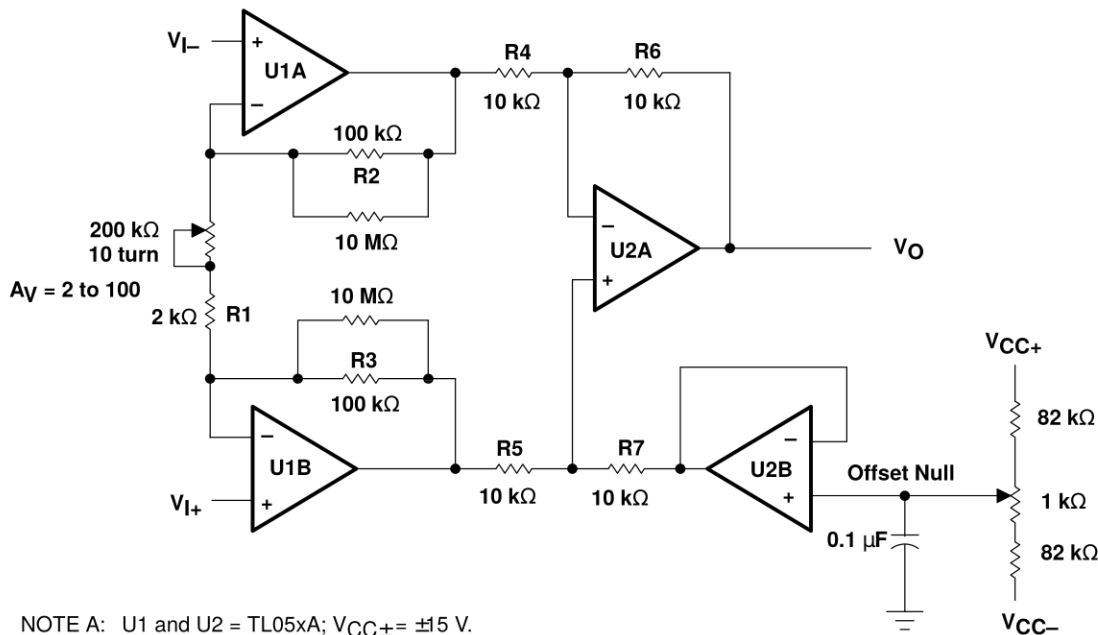 VI–
+
U1A
–
R4
10 kΩ
R6
10 kΩ
100 kΩ
R2
10 MΩ
200 kΩ
10 turn
AV = 2 to 100
2 kΩ
R1
–
U2A
+
VO
10 MΩ
R3
100 kΩ
–
U1B
+
VI+
R5
10 kΩ
R7
10 kΩ
–
U2B
+
Offset Null
0.1 μF
VCC+
82 kΩ
1 kΩ
82 kΩ
VCC–
NOTE A: U1 and U2 = TL05xA; VCC+ = ±15 V.